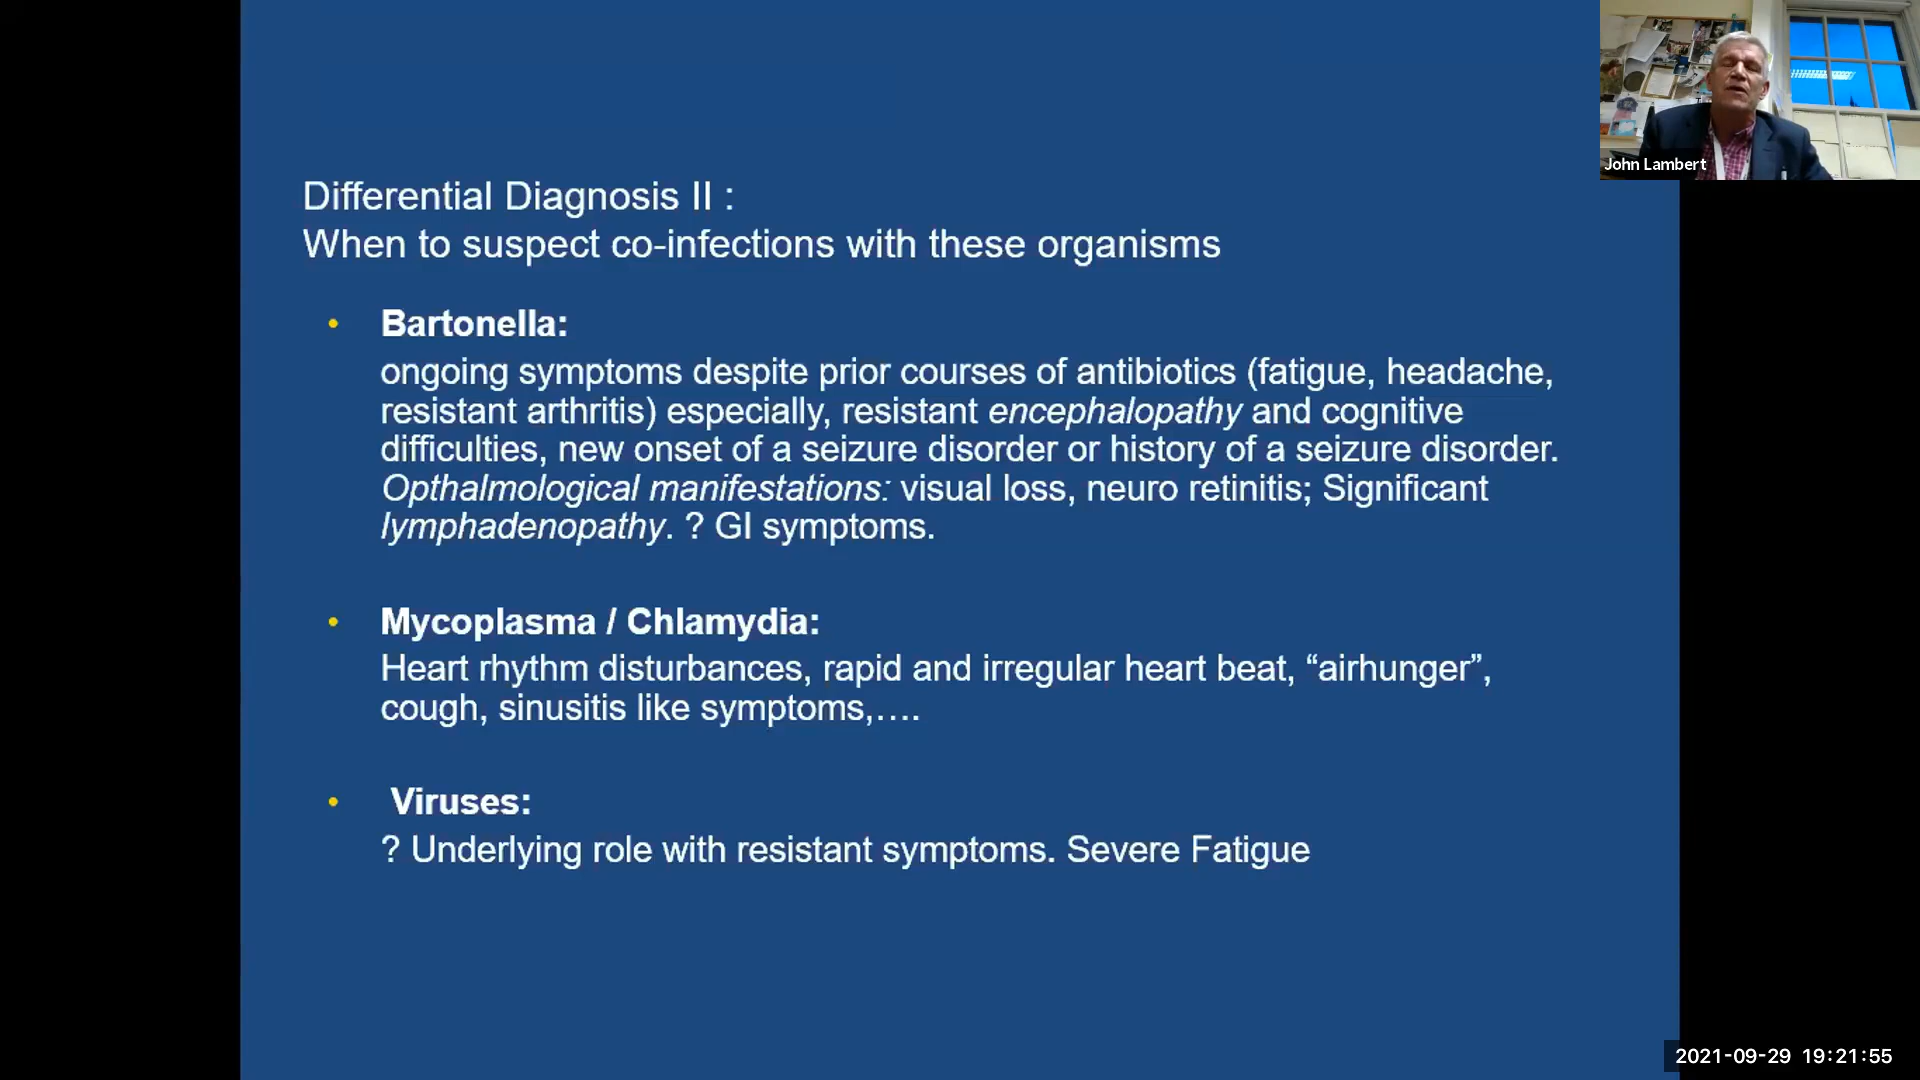 John Lambert
Differential Diagnosis II :
When to suspect co-infections with these organisms
• Bartonella:
ongoing symptoms despite prior courses of antibiotics (fatigue, headache,
resistant arthritis) especially, resistant encephalopathy and cognitive
difficulties, new onset of a seizure disorder or history of a seizure disorder.
Opthalmological manifestations: visual loss, neuro retinitis; Significant
lymphadenopathy. ? GI symptoms.
• Mycoplasma / Chlamydia:
Heart rhythm disturbances, rapid and irregular heart beat, “airhunger”,
cough, sinusitis like symptoms,….
• Viruses:
? Underlying role with resistant symptoms. Severe Fatigue
2021-09-29 19:21:55